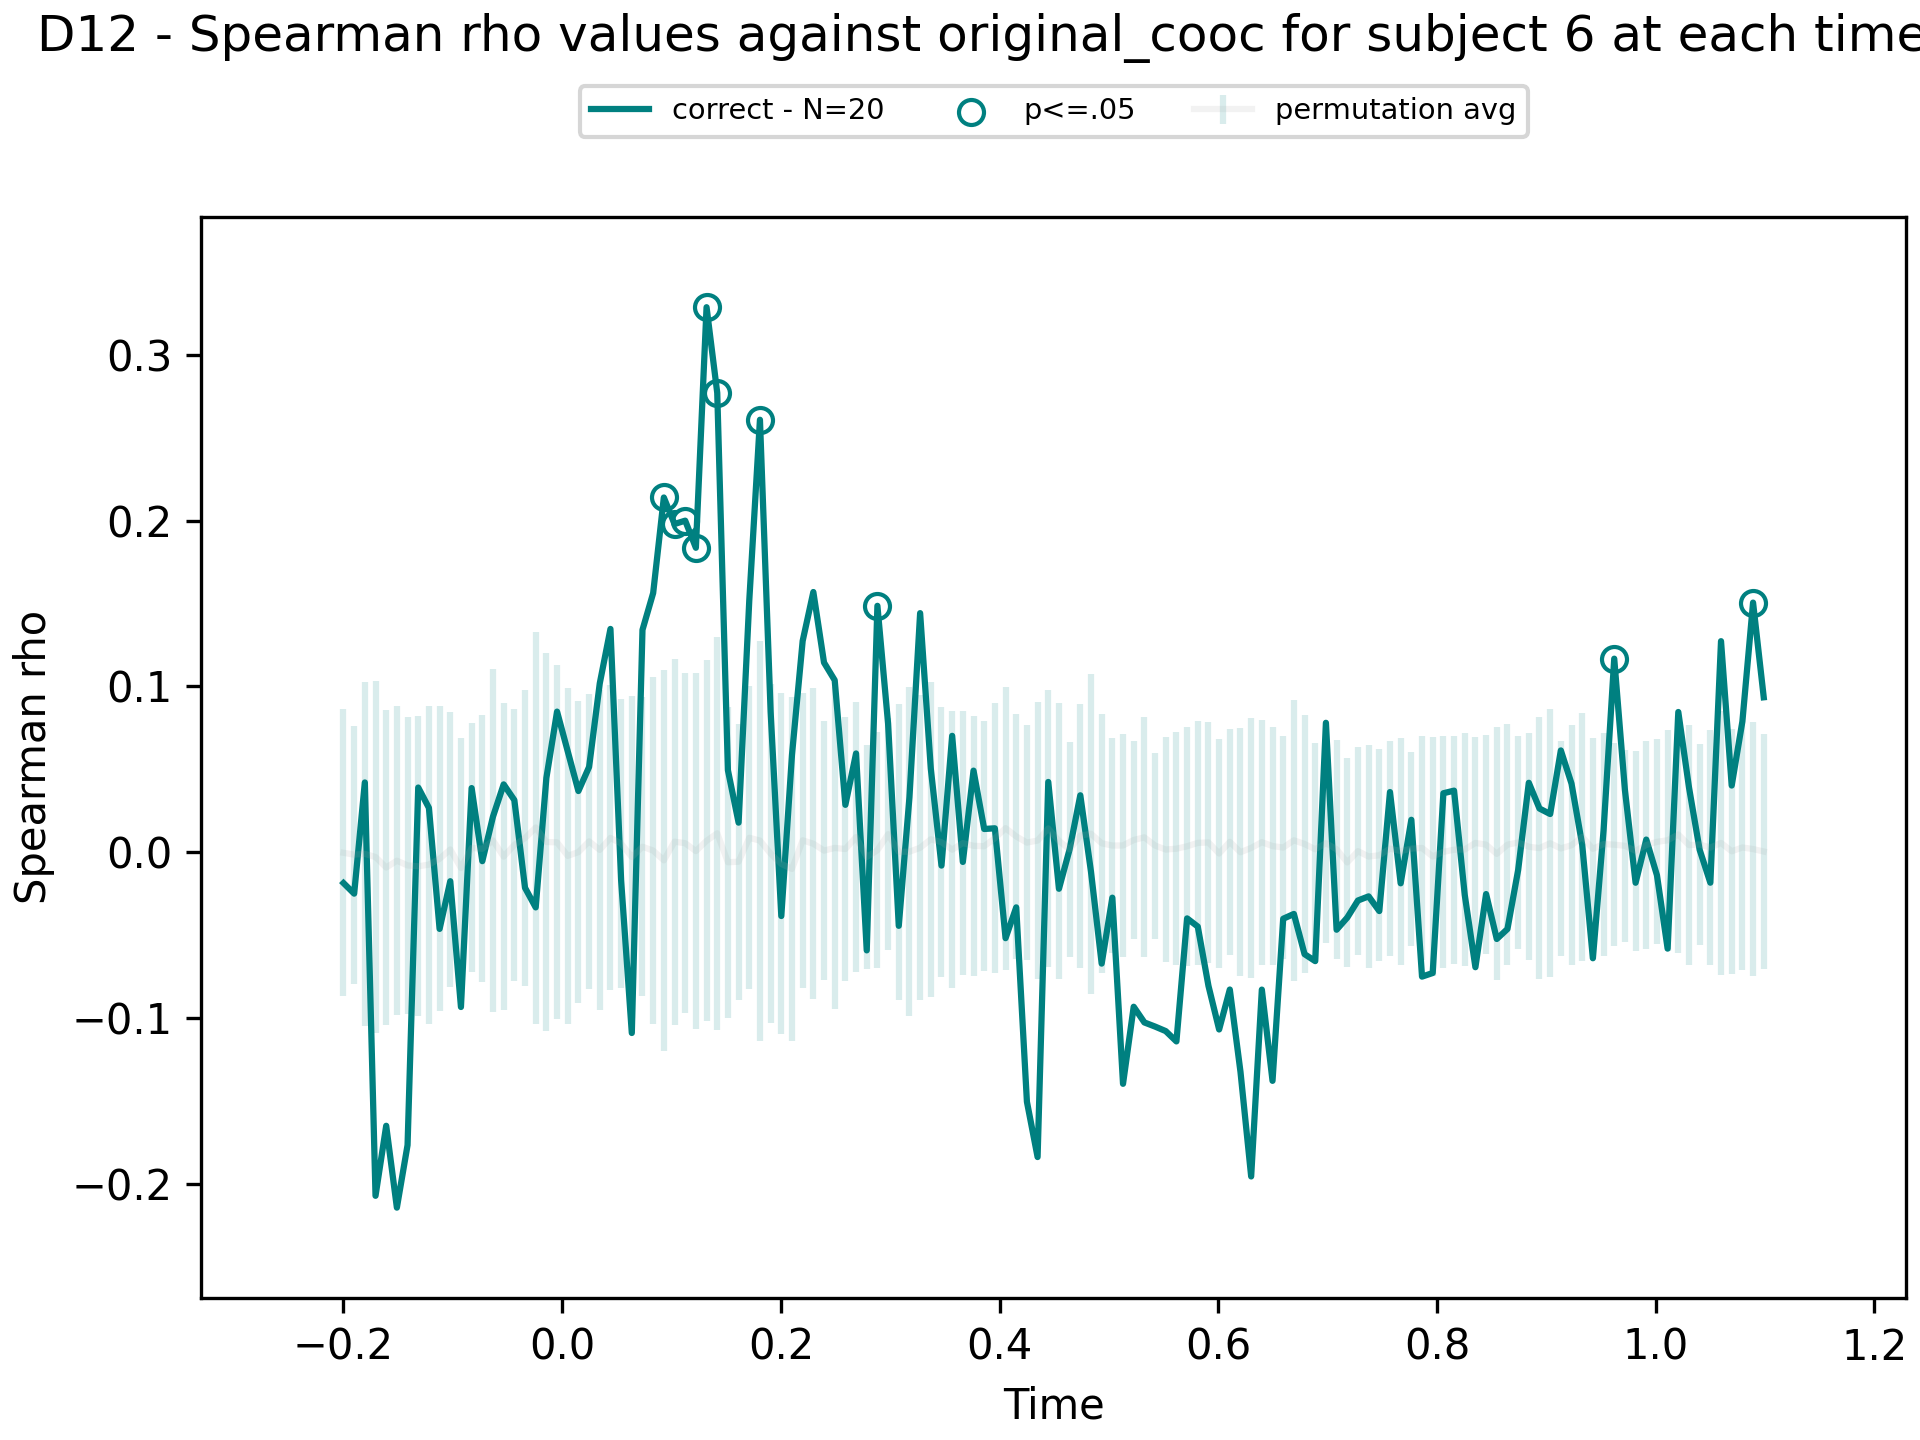 D12 - Spearman rho values against original_cooc for subject 6 at each time
correct - N=20 p<=.05 permutation avg
Spearman rho
0.3
0.2
0.1
0.0
−0.1
−0.2
−0.2 0.0 0.2 0.4 0.6 0.8 1.0 1.2
Time